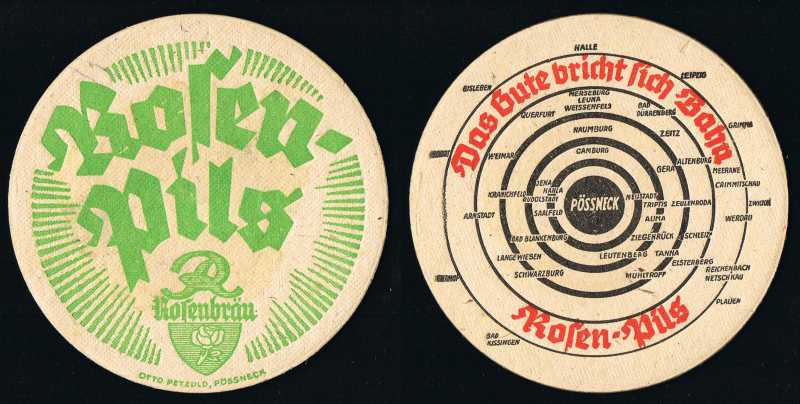 Rosen-
Pils
Rosenbräu
OTTO PETZOLD, PÖSSNECK
HALLE
EISLEBEN
LEIPZIG
Das Gute bricht sich Bahn
MERSEBURG
LEUNA
WEISSENFELS
QUERFURT
BAD
DÜRRENBERG
GRIMMA
NAUMBURG
ZEITZ
WEIMAR
CAMBURG
ALTENBURG
GERA
MEERANE
CRIMMITSCHAU
JENA
KAHLA
KRANICHFELD
RUDOLSTADT
NEUSTADT
PÖSSNECK
TRIPTIS
ZEULENRODA
ZWICKAU
ARNSTADT
SAALFELD
AUMA
WERDAU
BAD BLANKENBURG
ZIEGENRÜCK
SCHLEIZ
LANGEWIESEN
LEUTENBERG
TANNA
ELSTERBERG
SCHWARZBURG
MÜHLTROFF
REICHENBACH
NETSCHKAU
PLAUEN
Rosen-Pils
BAD
KISSINGEN